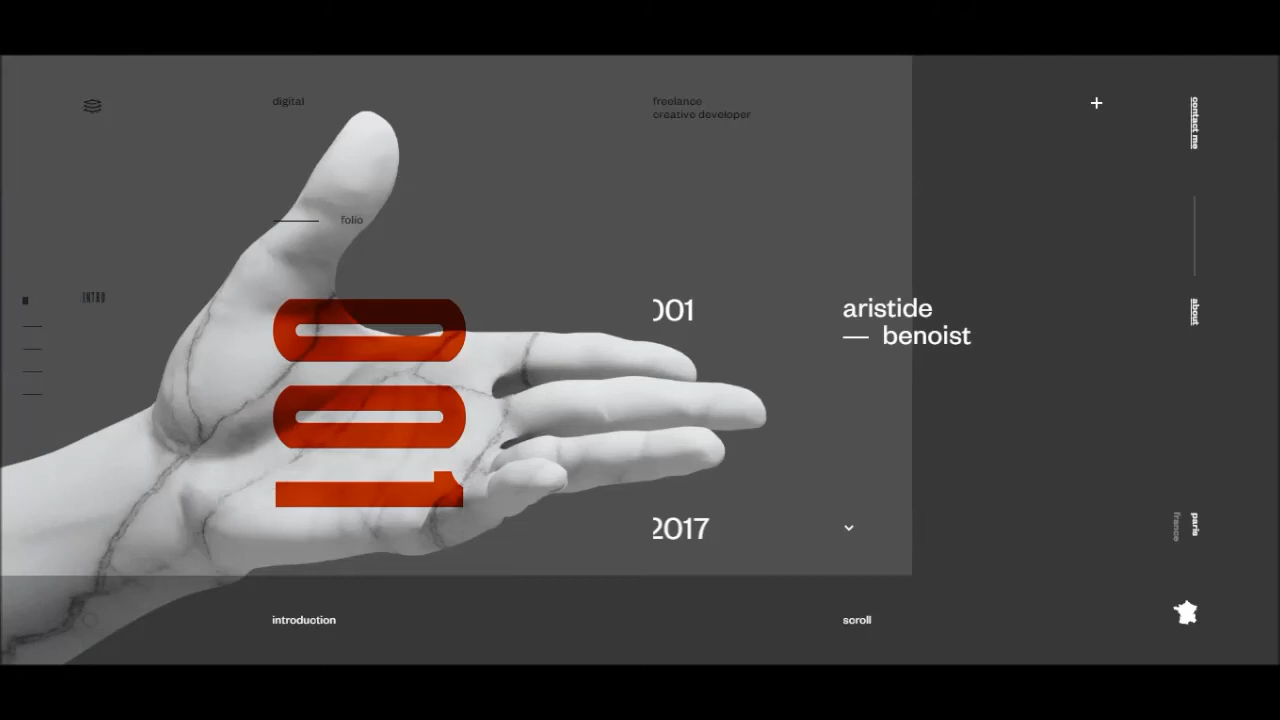 digital
freelance
creative developer
contact me
folio
INTRO
001
001
aristide
— benoist
about
2017
paris
france
introduction
scroll